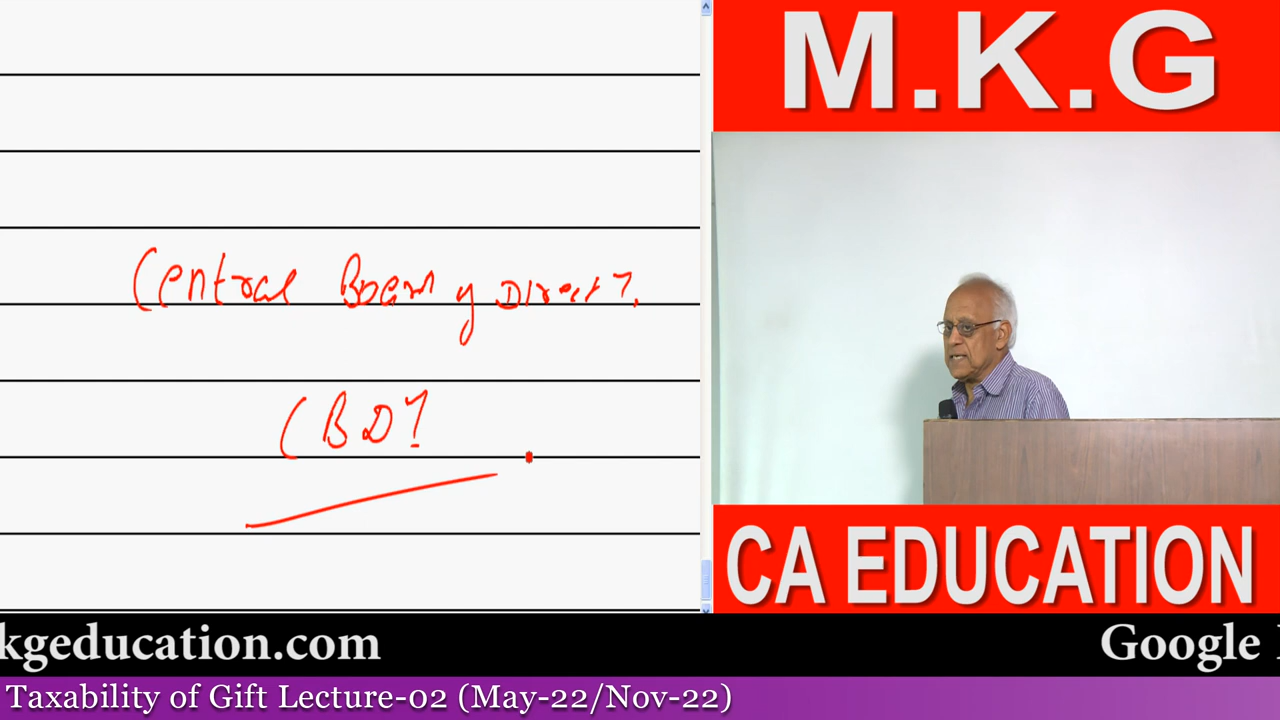 M.K.G
Central Board of Direct T.
CBDT
CA EDUCATION
kgeducation.com
Google
Taxability of Gift Lecture-02 (May-22/Nov-22)